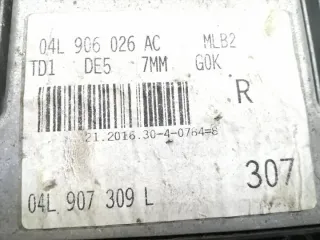 04L 906 026 AC MLB2
TD1 DE5 7MM G0K
R
21.2016.30-4-0764=8
307
04L 907 309 L